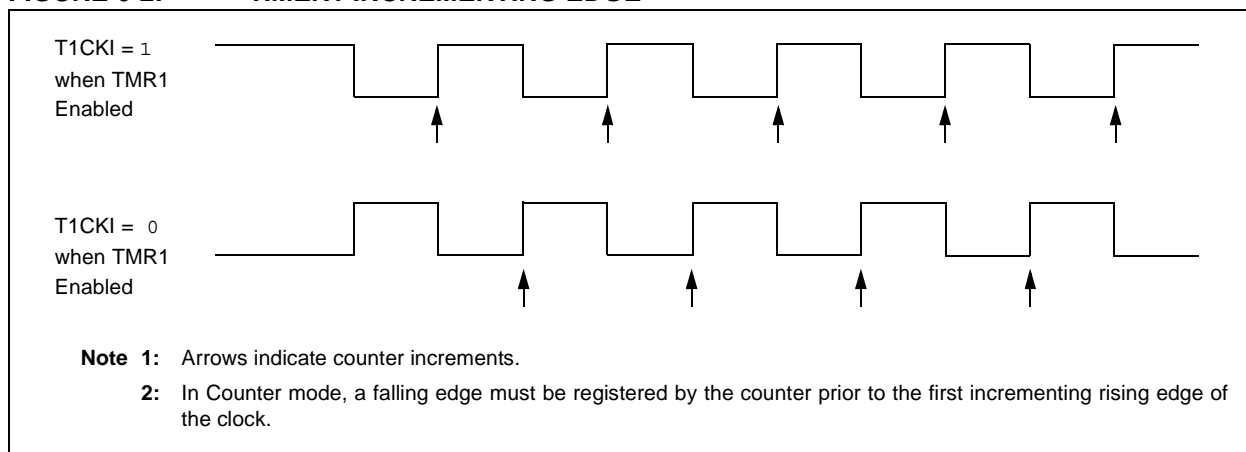 T1CKI = 1
when TMR1
Enabled
T1CKI = 0
when TMR1
Enabled
Note 1: Arrows indicate counter increments.
2: In Counter mode, a falling edge must be registered by the counter prior to the first incrementing rising edge of
the clock.